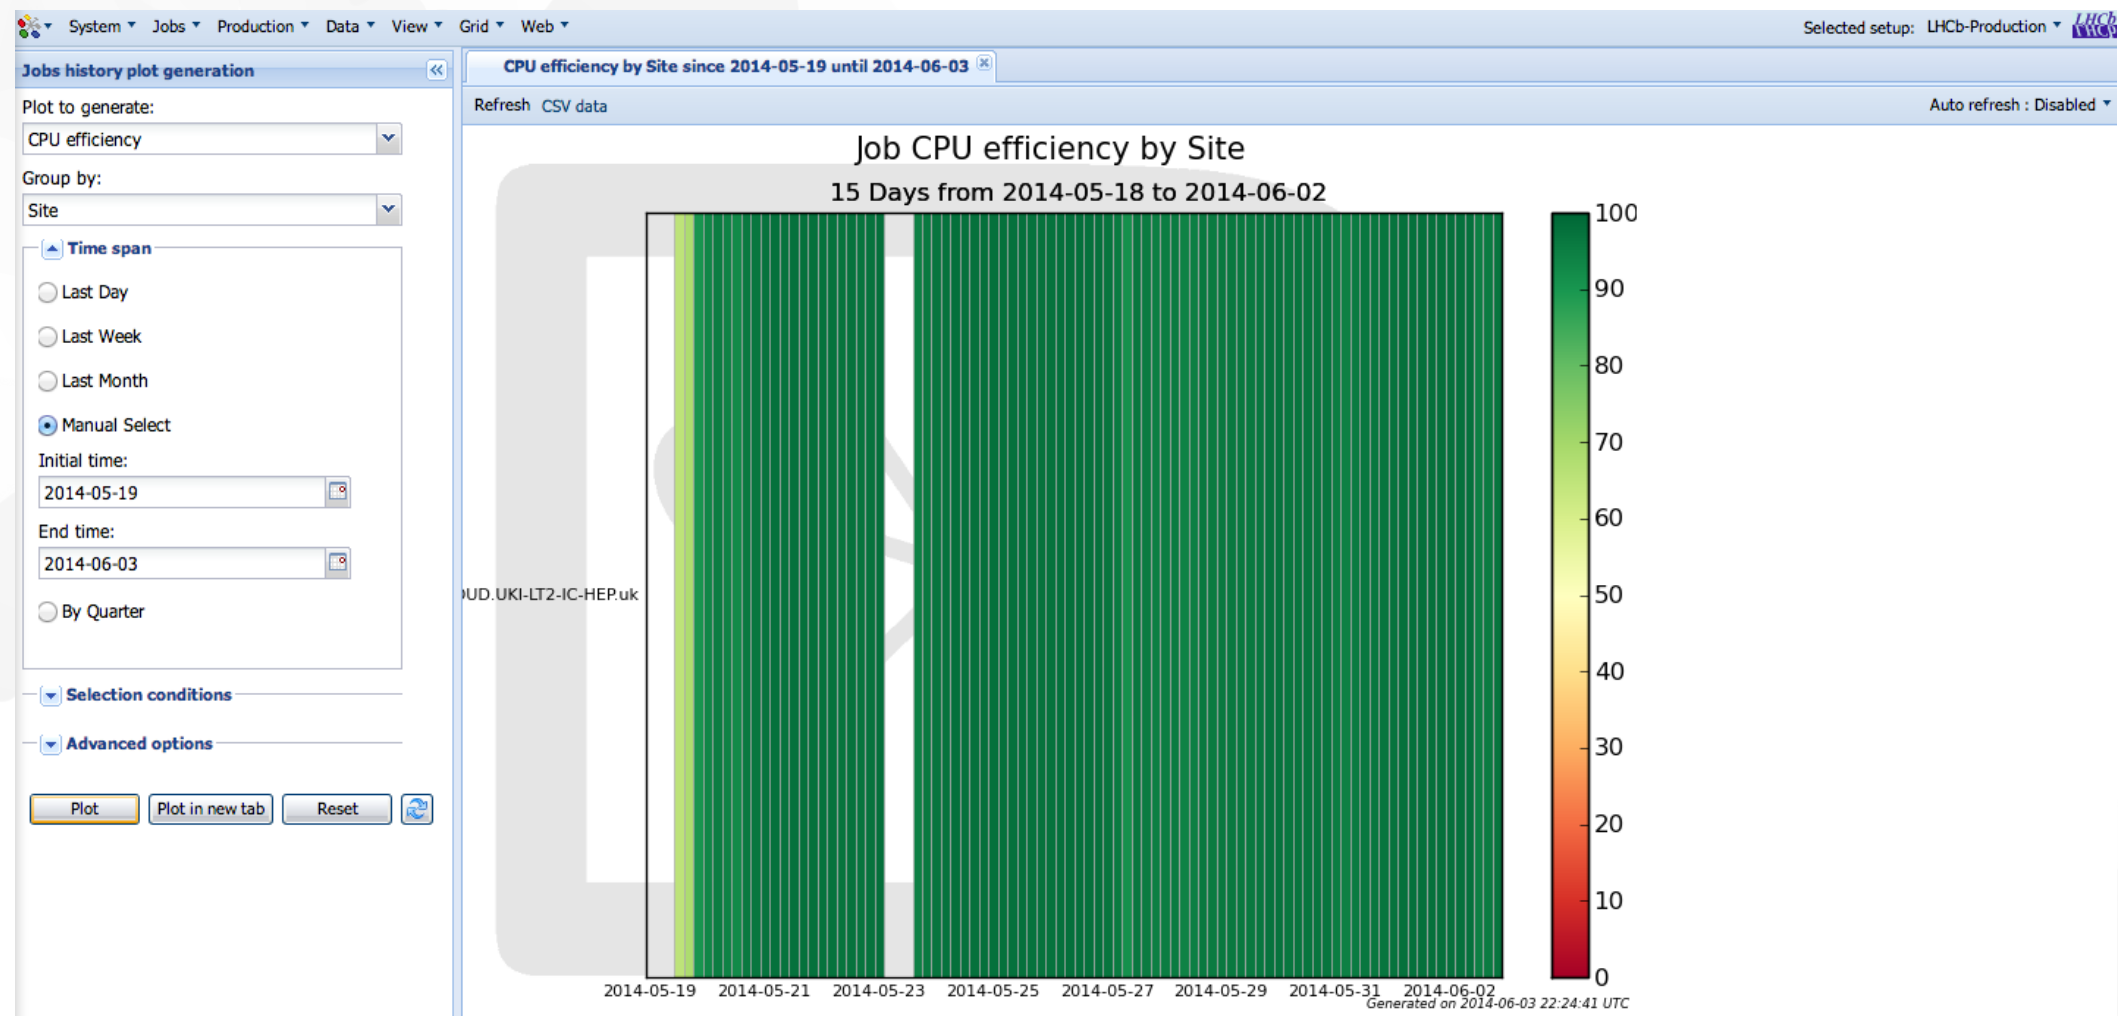 System Jobs Production Data View Grid Web
Selected setup: LHCb-Production LHCb
Jobs history plot generation
Plot to generate:
CPU efficiency
Group by:
Site
Time span
Last Day
Last Week
Last Month
Manual Select
Initial time:
2014-05-19
End time:
2014-06-03
By Quarter
Selection conditions
Advanced options
Plot Plot in new tab Reset
CPU efficiency by Site since 2014-05-19 until 2014-06-03
Refresh CSV data
Auto refresh : Disabled
Job CPU efficiency by Site
15 Days from 2014-05-18 to 2014-06-02
UD.UKI-LT2-IC-HEP.uk
2014-05-19 2014-05-21 2014-05-23 2014-05-25 2014-05-27 2014-05-29 2014-05-31 2014-06-02
100
90
80
70
60
50
40
30
20
10
0
Generated on 2014-06-03 22:24:41 UTC